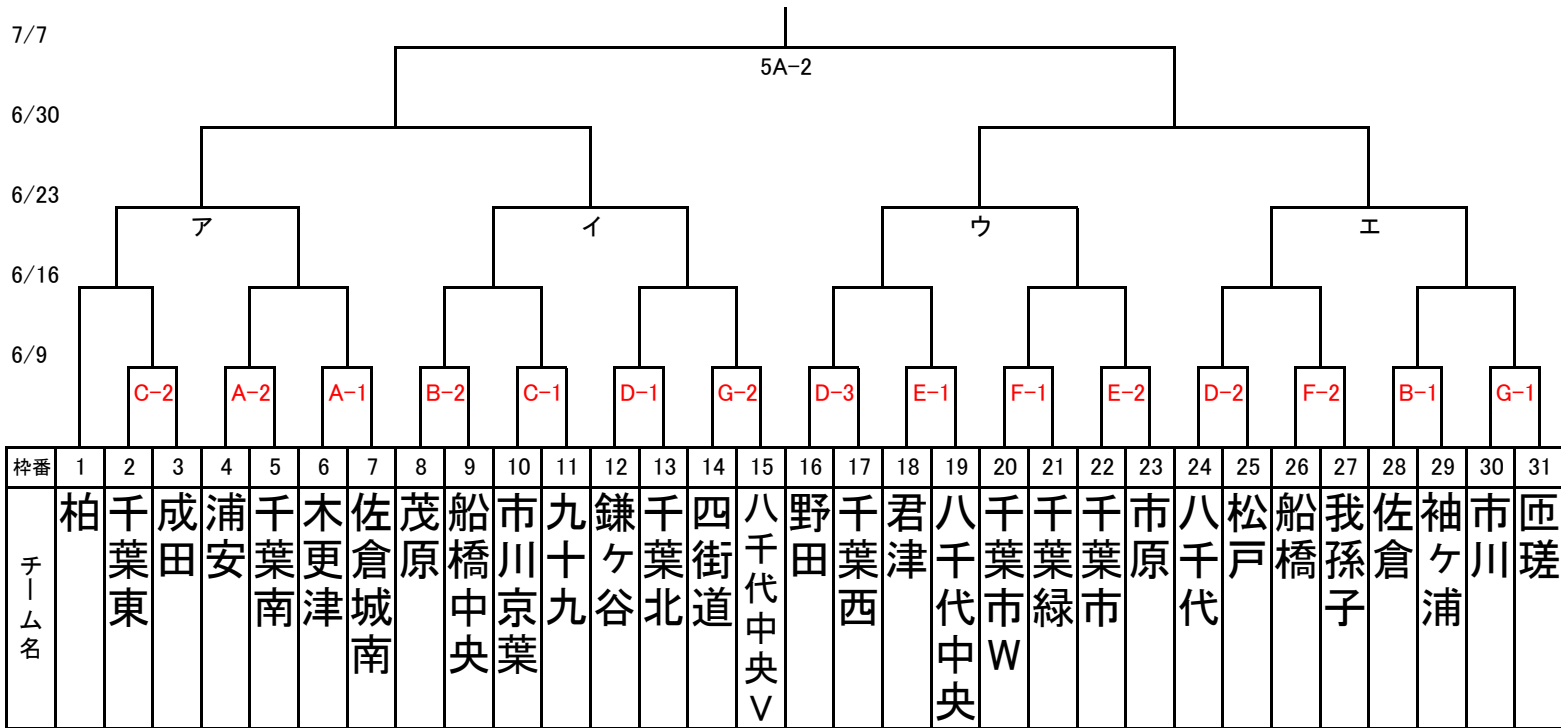 7/7
5A-2
6/30
6/23
ア イ ウ エ
6/16
6/9
C-2 A-2 A-1 B-2 C-1 D-1 G-2 D-3 E-1 F-1 E-2 D-2 F-2 B-1 G-1
枠番 1 2 3 4 5 6 7 8 9 10 11 12 13 14 15 16 17 18 19 20 21 22 23 24 25 26 27 28 29 30 31
チーム名
柏
千葉東
成田
浦安
千葉南
木更津
佐倉城南
茂原
船橋中央
市川京葉
九十九
鎌ヶ谷
千葉北
四街道
八千代中央V
野田
千葉西
君津
八千代中央
千葉市W
千葉緑
千葉市
市原
八千代
松戸
船橋
我孫子
佐倉
袖ヶ浦
市川
匝瑳